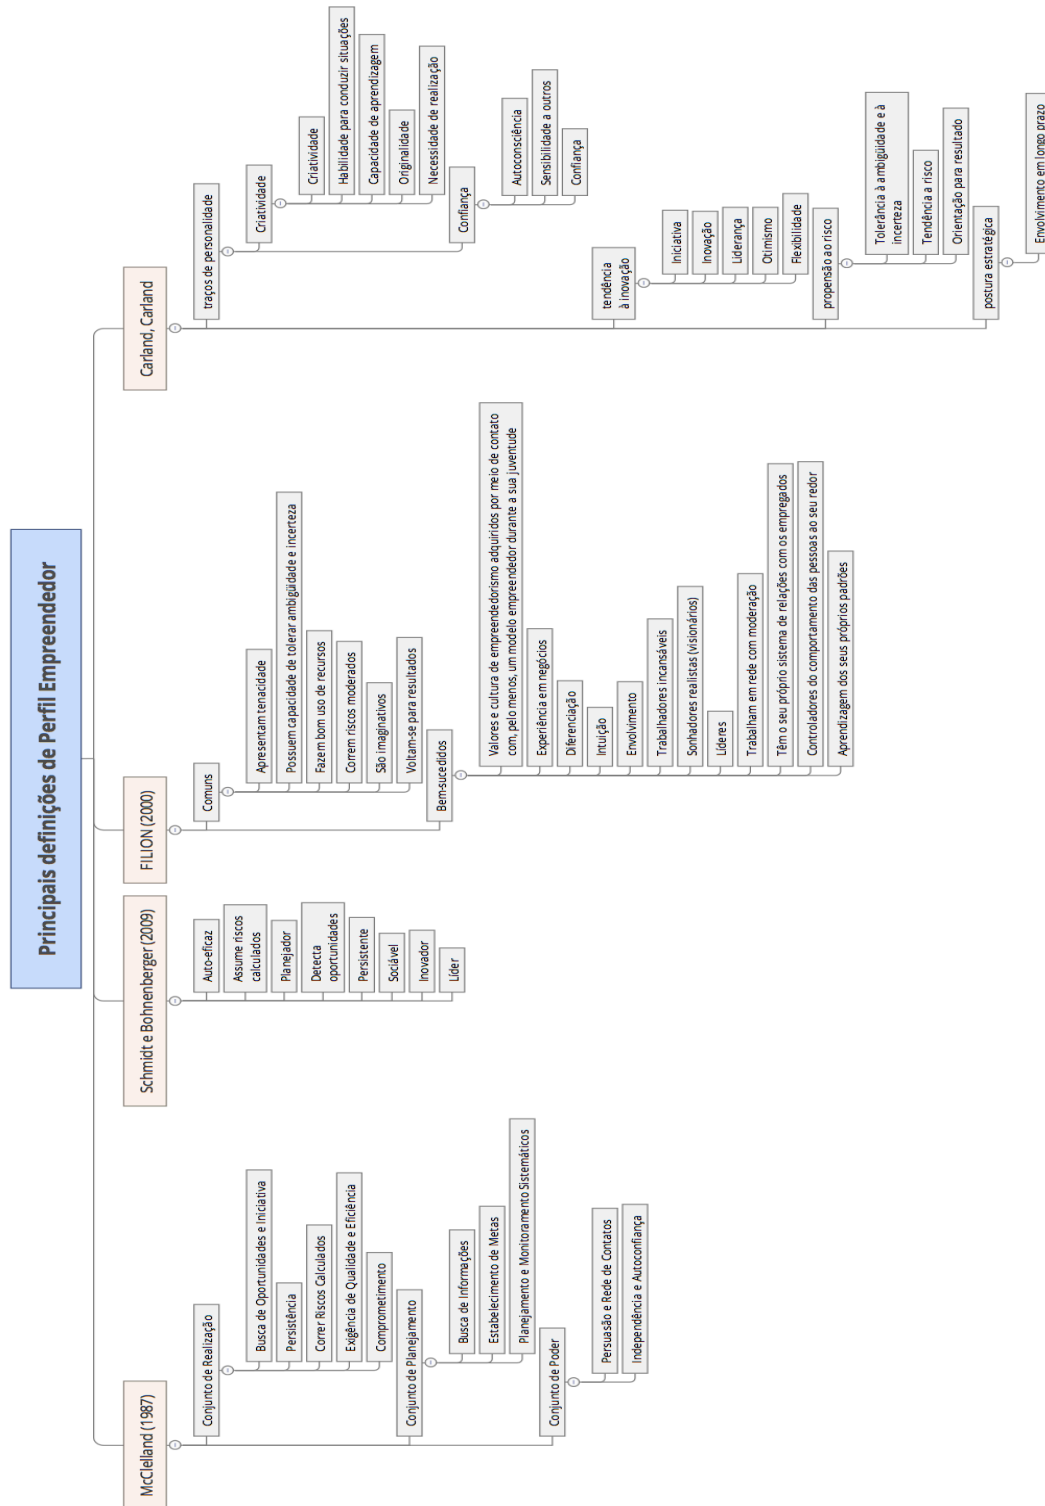 Principais definições de Perfil Empreendedor
McClelland (1987)
Conjunto de Realização
Busca de Oportunidades e Iniciativa
Persistência
Correr Riscos Calculados
Exigência de Qualidade e Eficiência
Comprometimento
Conjunto de Planejamento
Busca de Informações
Estabelecimento de Metas
Planejamento e Monitoramento Sistemáticos
Conjunto de Poder
Persuasão e Rede de Contatos
Independência e Autoconfiança
Schmidt e Bohnenberger (2009)
Auto-eficaz
Assume riscos
calculados
Planejador
Detecta
oportunidades
Persistente
Sociável
Inovador
Líder
FILION (2000)
Comuns
Apresentam tenacidade
Possuem capacidade de tolerar ambigüidade e incerteza
Fazem bom uso de recursos
Correm riscos moderados
São imaginativos
Voltam-se para resultados
Bem-sucedidos
Valores e cultura de empreendedorismo adquiridos por meio de contato
com, pelo menos, um modelo empreendedor durante a sua juventude
Experiência em negócios
Diferenciação
Intuição
Envolvimento
Trabalhadores incansáveis
Sonhadores realistas (visionários)
Líderes
Trabalham em rede com moderação
Têm o seu próprio sistema de relações com os empregados
Controladores do comportamento das pessoas ao seu redor
Aprendizagem dos seus próprios padrões
Carland, Carland
traços de personalidade
Criatividade
Criatividade
Habilidade para conduzir situações
Capacidade de aprendizagem
Originalidade
Necessidade de realização
Confiança
Autoconsciência
Sensibilidade a outros
Confiança
tendência
à inovação
Iniciativa
Inovação
Liderança
Otimismo
Flexibilidade
propensão ao risco
Tolerância à ambigüidade e à
incerteza
Tendência a risco
Orientação para resultado
postura estratégica
Envolvimento em longo prazo